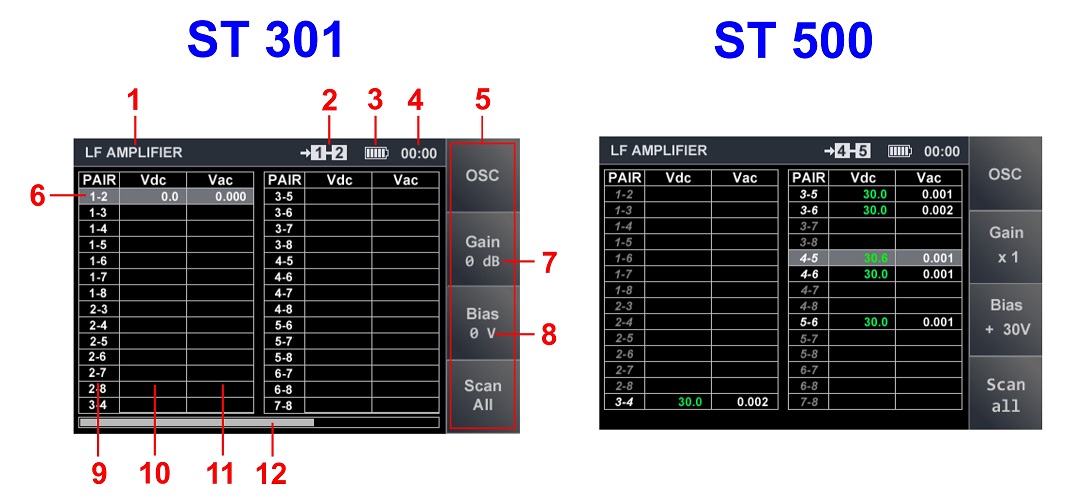 ST 301
ST 500
1
2
3
4
5
LF AMPLIFIER
→1-2
00:00
PAIR Vdc Vac PAIR Vdc Vac
1-2 0.0 0.000 3-5
1-3 3-6
1-4 3-7
1-5 3-8
1-6 4-5
1-7 4-6
1-8 4-7
2-3 4-8
2-4 5-6
2-5 5-7
2-6 5-8
2-7 6-7
2-8 6-8
3-4 7-8
OSC
Gain
0 dB
Bias
0 V
Scan
All
6
7
8
9
10
11
12
LF AMPLIFIER
→4-5
00:00
PAIR Vdc Vac PAIR Vdc Vac
1-2 3-5 30.0 0.001
1-3 3-6 30.0 0.002
1-4 3-7
1-5 3-8
1-6 4-5 30.6 0.001
1-7 4-6 30.0 0.001
1-8 4-7
2-3 4-8
2-4 5-6 30.0 0.001
2-5 5-7
2-6 5-8
2-7 6-7
2-8 6-8
3-4 30.0 0.002 7-8
OSC
Gain
x 1
Bias
+ 30V
Scan
all